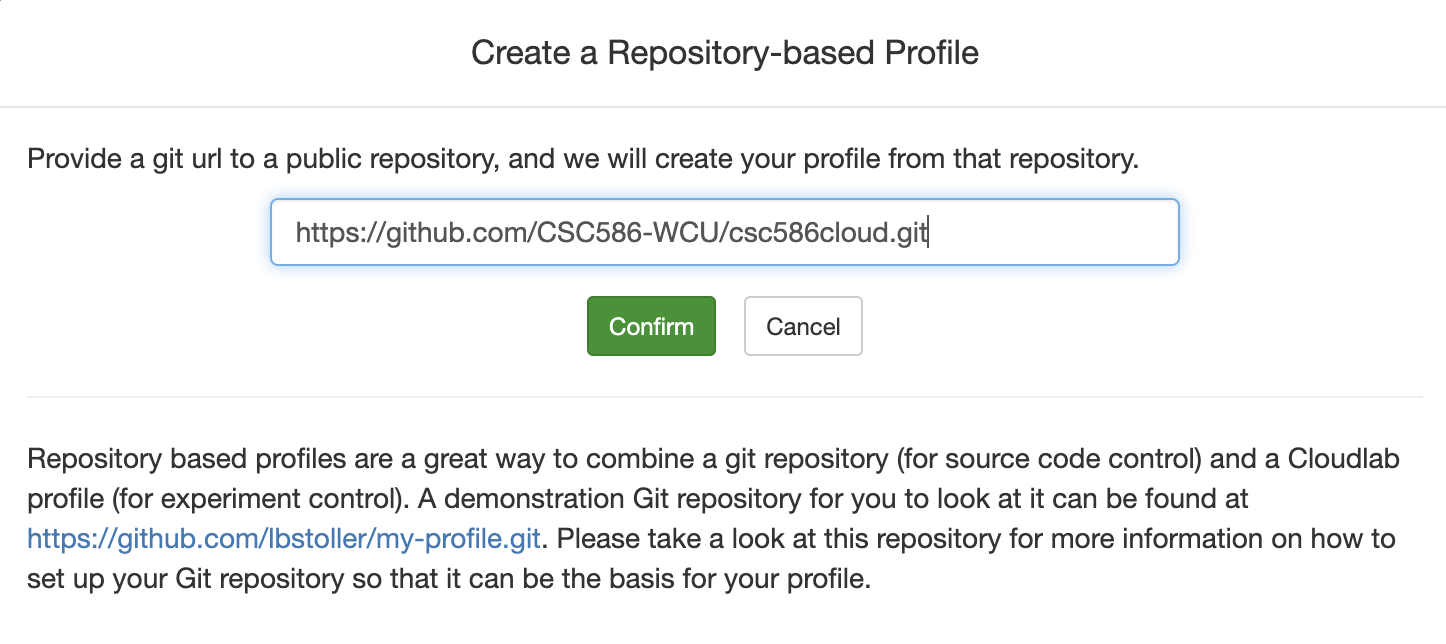 Create a Repository-based Profile
Provide a git url to a public repository, and we will create your profile from that repository.
https://github.com/CSC586-WCU/csc586cloud.git
Confirm
Cancel
Repository based profiles are a great way to combine a git repository (for source code control) and a Cloudlab
profile (for experiment control). A demonstration Git repository for you to look at it can be found at
https://github.com/lbstoller/my-profile.git. Please take a look at this repository for more information on how to
set up your Git repository so that it can be the basis for your profile.